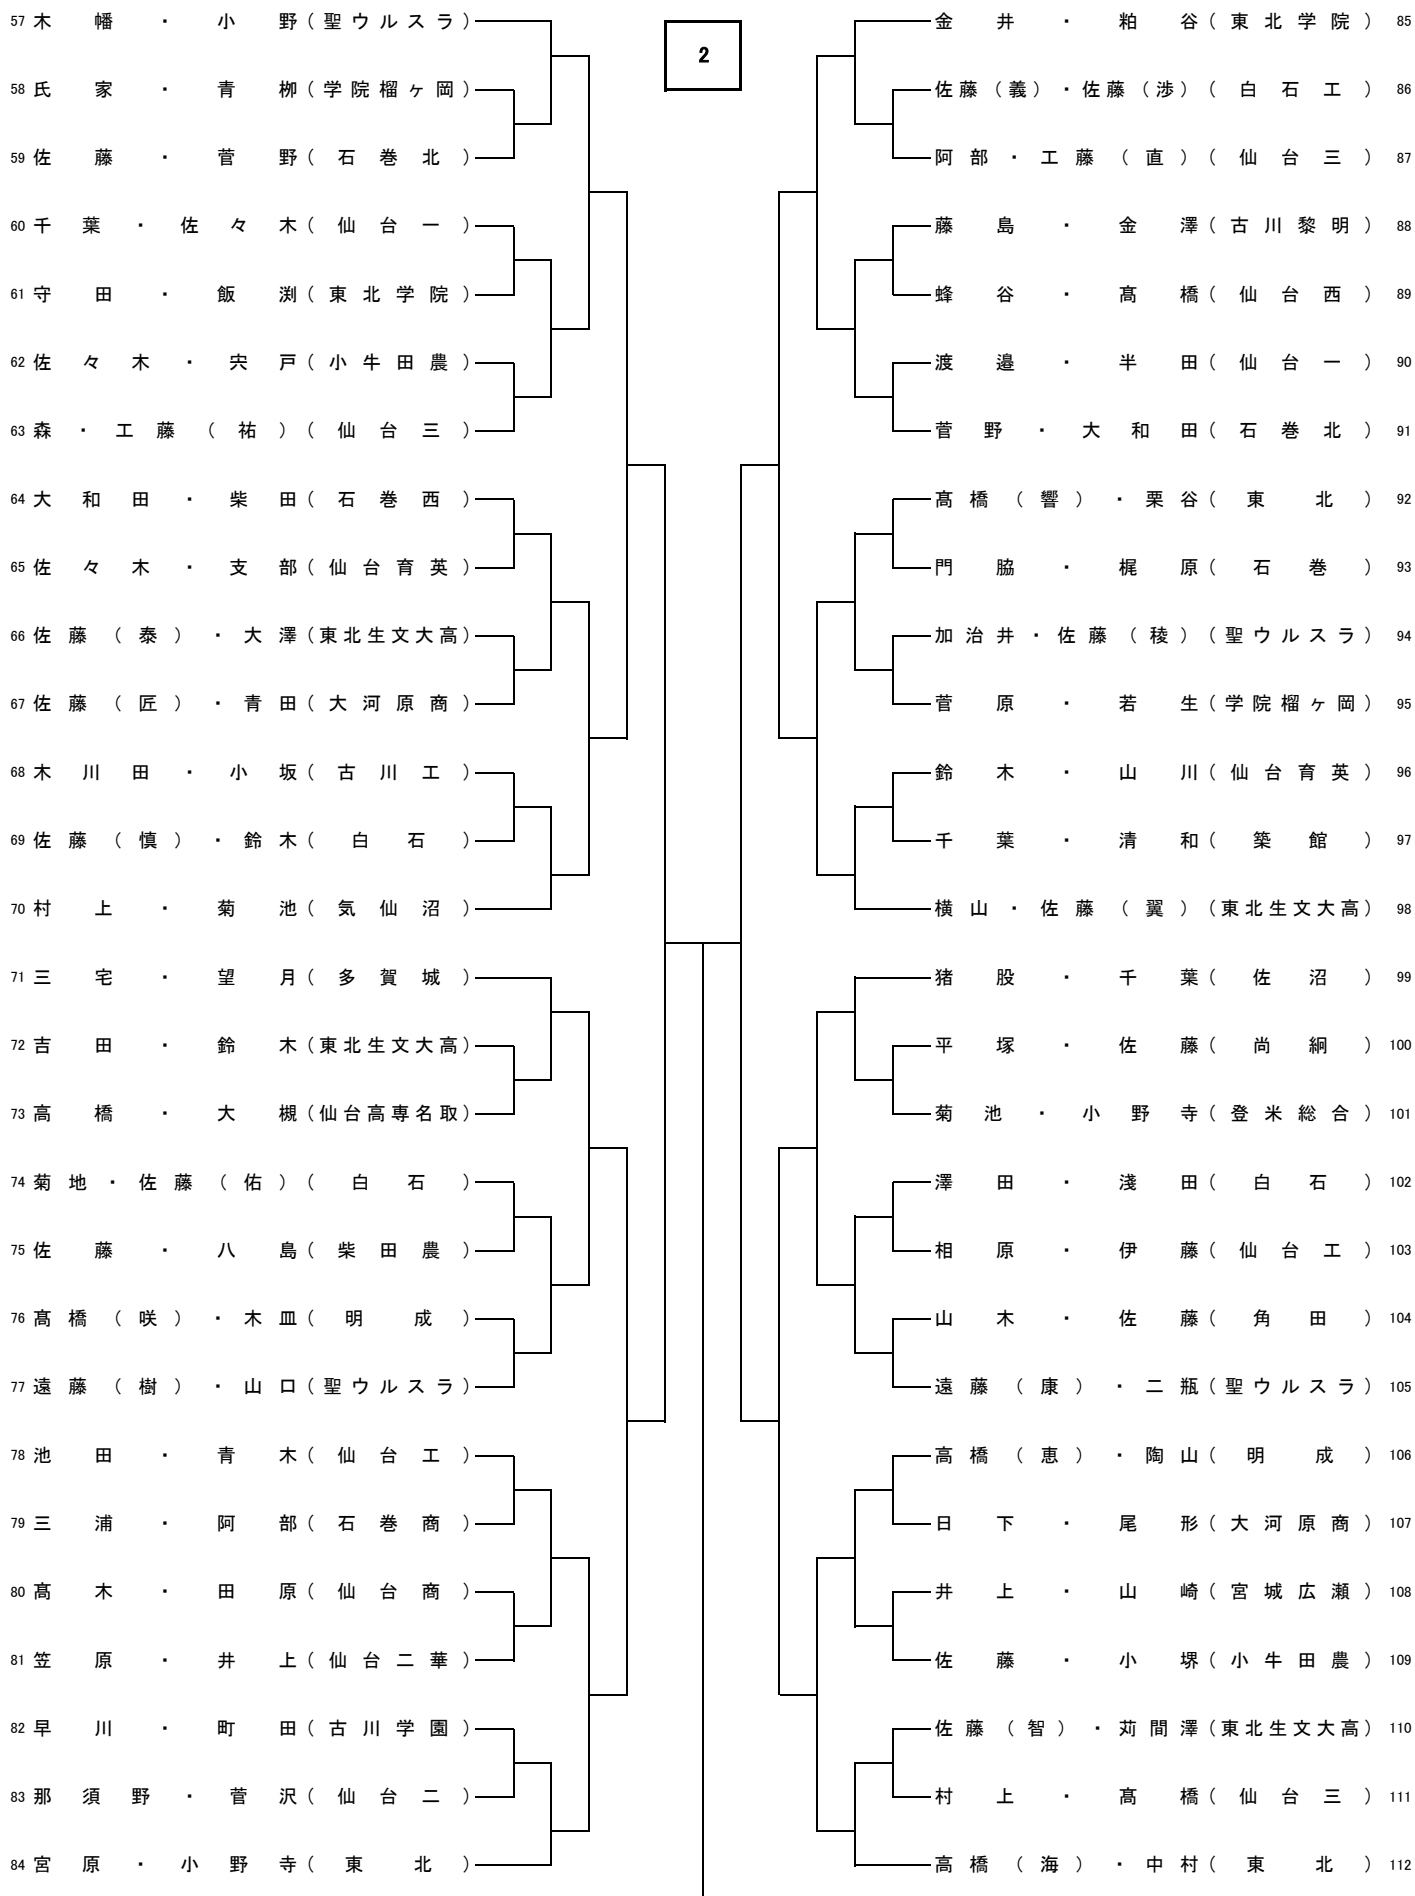 2
57 木幡・小野(聖ウルスラ)
58 氏家・青栁(学院榴ヶ岡)
59 佐藤・菅野(石巻北)
60 千葉・佐々木(仙台一)
61 守田・飯渕(東北学院)
62 佐々木・宍戸(小牛田農)
63 森・工藤(祐)(仙台三)
64 大和田・柴田(石巻西)
65 佐々木・支部(仙台育英)
66 佐藤(泰)・大澤(東北生文大高)
67 佐藤(匠)・青田(大河原商)
68 木川田・小坂(古川工)
69 佐藤(慎)・鈴木(白石)
70 村上・菊池(気仙沼)
71 三宅・望月(多賀城)
72 吉田・鈴木(東北生文大高)
73 高橋・大槻(仙台高専名取)
74 菊地・佐藤(佑)(白石)
75 佐藤・八島(柴田農)
76 髙橋(咲)・木皿(明成)
77 遠藤(樹)・山口(聖ウルスラ)
78 池田・青木(仙台工)
79 三浦・阿部(石巻商)
80 髙木・田原(仙台商)
81 笠原・井上(仙台二華)
82 早川・町田(古川学園)
83 那須野・菅沢(仙台二)
84 宮原・小野寺(東北)
金井・粕谷(東北学院) 85
佐藤(義)・佐藤(渉)(白石工) 86
阿部・工藤(直)(仙台三) 87
藤島・金澤(古川黎明) 88
蜂谷・髙橋(仙台西) 89
渡邉・半田(仙台一) 90
菅野・大和田(石巻北) 91
髙橋(響)・栗谷(東北) 92
門脇・梶原(石巻) 93
加治井・佐藤(稜)(聖ウルスラ) 94
菅原・若生(学院榴ヶ岡) 95
鈴木・山川(仙台育英) 96
千葉・清和(築館) 97
横山・佐藤(翼)(東北生文大高) 98
猪股・千葉(佐沼) 99
平塚・佐藤(尚絅) 100
菊池・小野寺(登米総合) 101
澤田・淺田(白石) 102
相原・伊藤(仙台工) 103
山木・佐藤(角田) 104
遠藤(康)・二瓶(聖ウルスラ) 105
高橋(恵)・陶山(明成) 106
日下・尾形(大河原商) 107
井上・山崎(宮城広瀬) 108
佐藤・小堺(小牛田農) 109
佐藤(智)・苅間澤(東北生文大高) 110
村上・髙橋(仙台三) 111
高橋(海)・中村(東北) 112